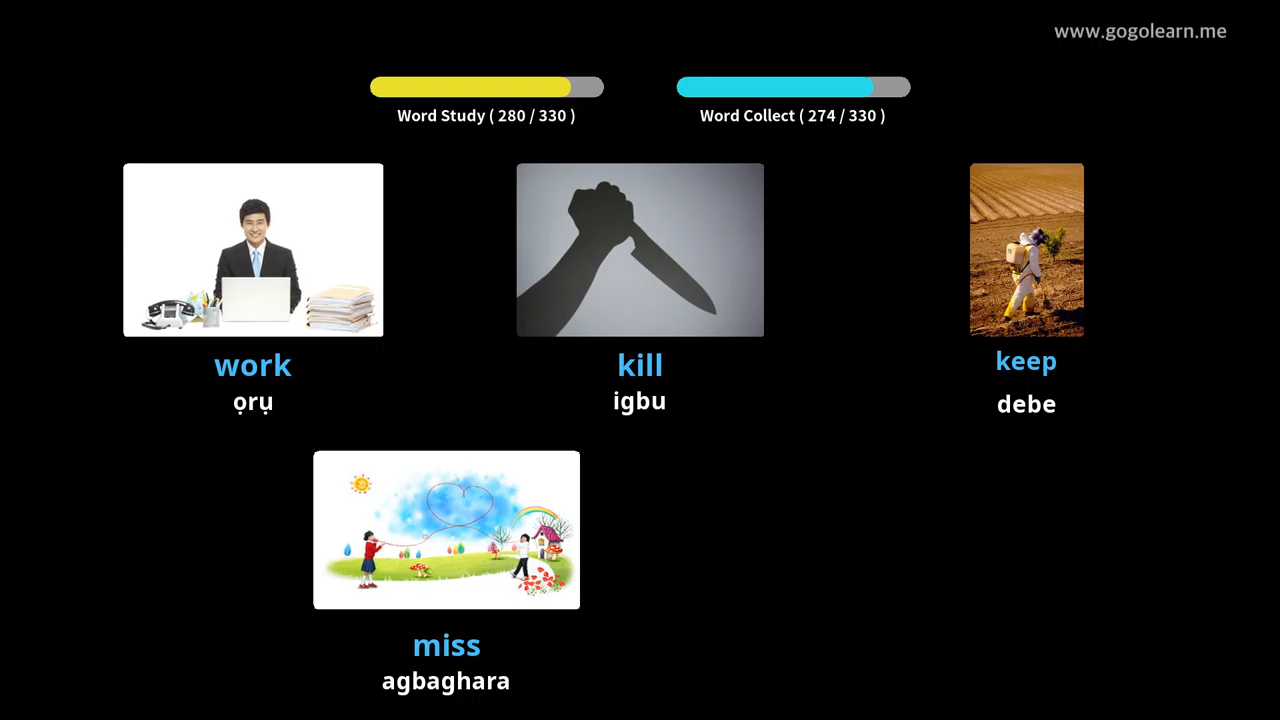 www.gogolearn.me
Word Study ( 280 / 330 )
Word Collect ( 274 / 330 )
work
ọrụ
kill
igbu
keep
debe
miss
agbaghara